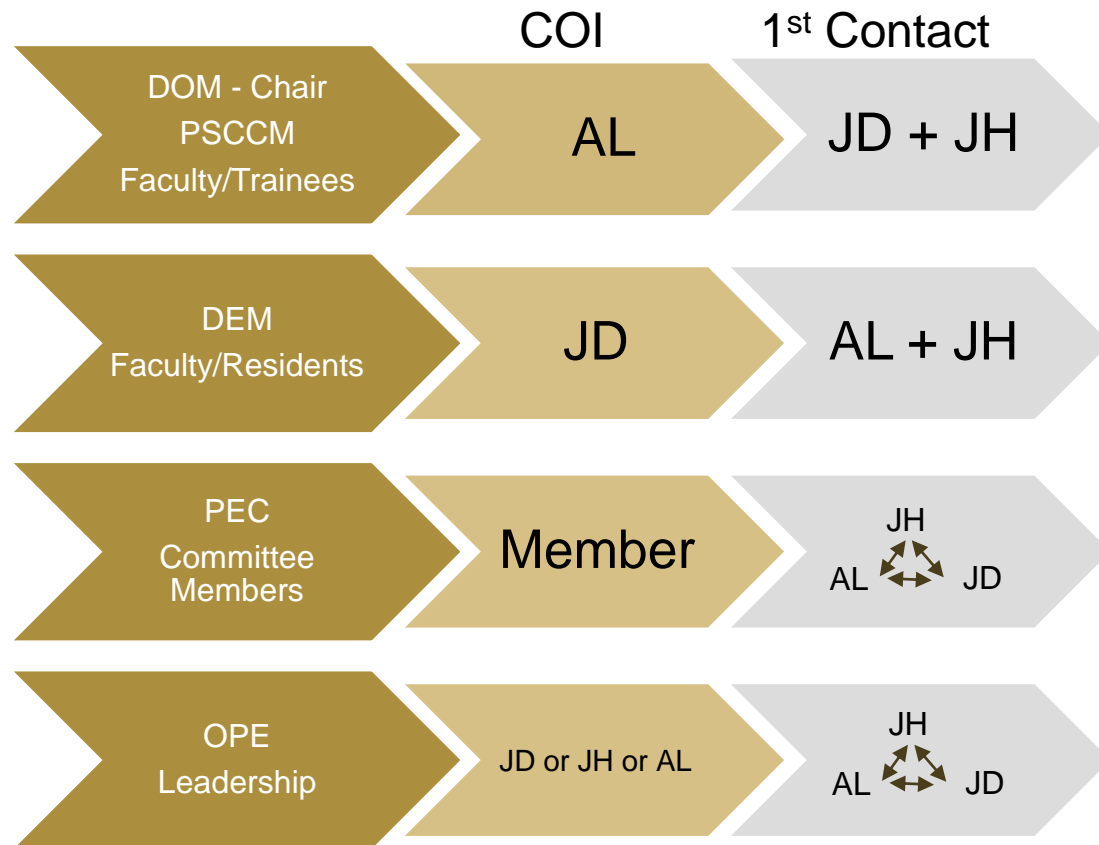 COI
1st Contact
DOM - Chair
PSCCM
Faculty/Trainees
AL
JD + JH
DEM
Faculty/Residents
JD
AL + JH
PEC
Committee
Members
Member
JH
AL
JD
OPE
Leadership
JD or JH or AL
JH
AL
JD